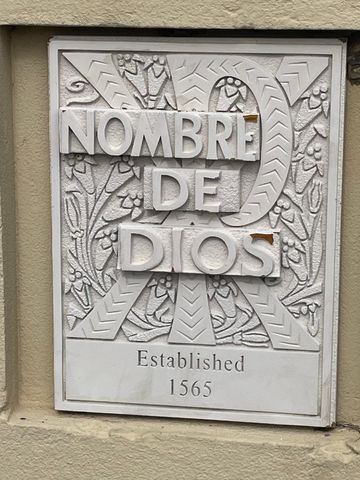 NOMBRE
DE
DIOS
Established
1565